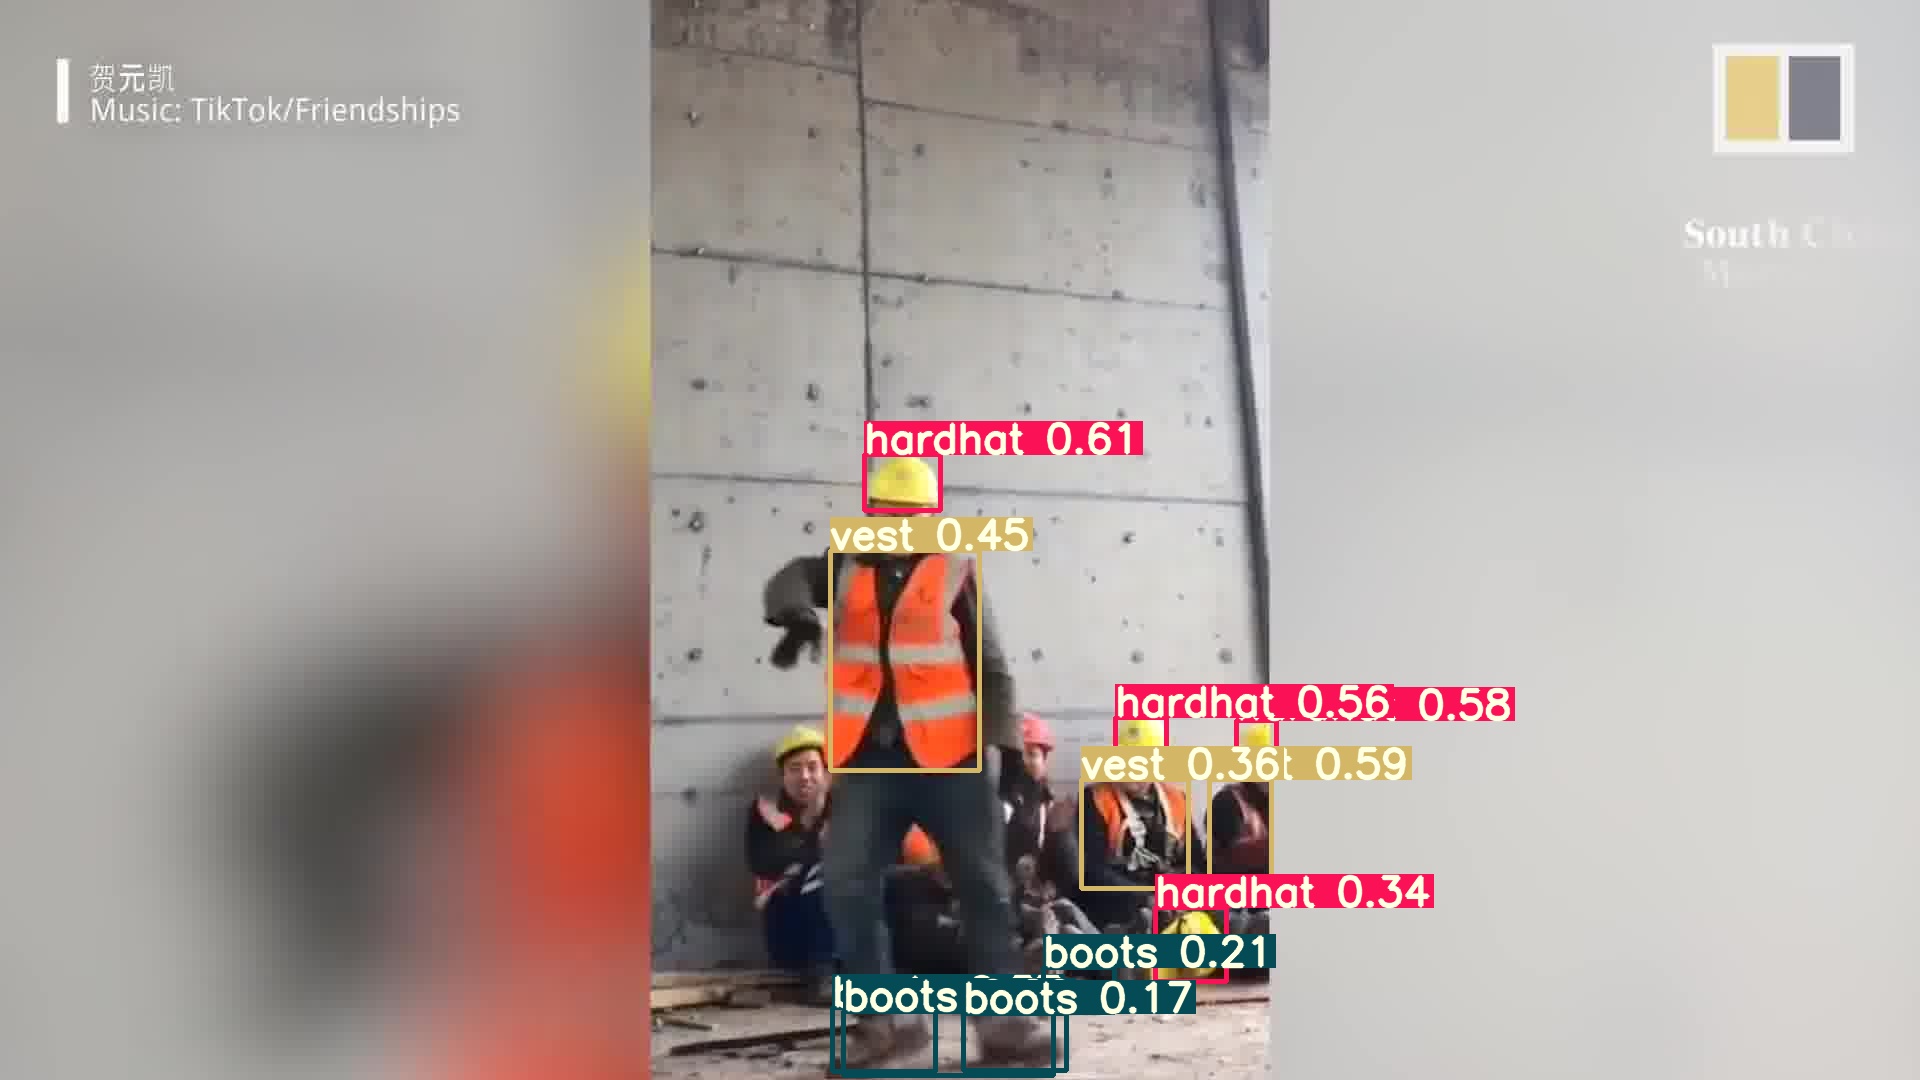 贺元凯
Music: TikTok/Friendships
South C
M
hardhat 0.61
vest 0.45
hardhat 0.56
0.58
vest 0.36
t 0.59
hardhat 0.34
boots 0.21
boots
boots 0.17